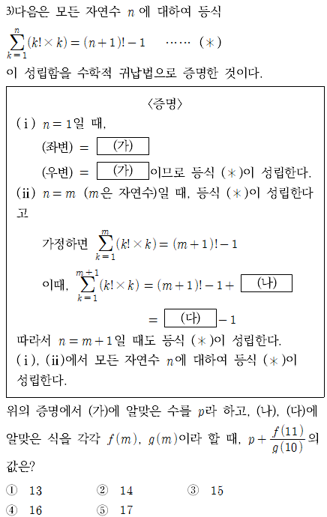 3)다음은 모든 자연수 n 에 대하여 등식
∑_{k=1}^{n}(k!×k) = (n+1)!−1 …… (∗)
이 성립함을 수학적 귀납법으로 증명한 것이다.
〈증명〉
(ⅰ) n = 1일 때,
(좌변) = (가)
(우변) = (가) 이므로 등식 (∗)이 성립한다.
(ⅱ) n = m (m은 자연수)일 때, 등식 (∗)이 성립한다
고
가정하면 ∑_{k=1}^{m}(k!×k) = (m+1)!−1
이때, ∑_{k=1}^{m+1}(k!×k) = (m+1)!−1+ (나)
= (다) −1
따라서 n = m+1일 때도 등식 (∗)이 성립한다.
(ⅰ), (ⅱ)에서 모든 자연수 n에 대하여 등식 (∗)이
성립한다.
위의 증명에서 (가)에 알맞은 수를 p라 하고, (나), (다)에
알맞은 식을 각각 f(m), g(m)이라 할 때, p + f(11)/g(10) 의
값은?
① 13 ② 14 ③ 15
④ 16 ⑤ 17